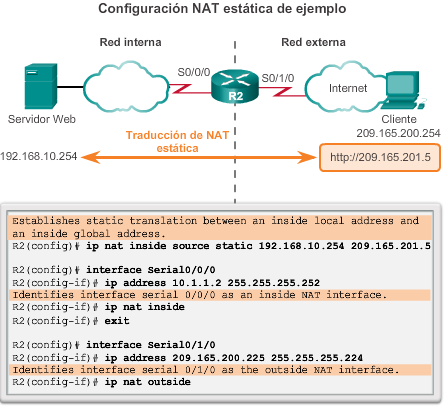 Configuración NAT estática de ejemplo
Red interna
Red externa
S0/0/0
S0/1/0
R2
Internet
Servidor Web
Cliente
209.165.200.254
Traducción de NAT
estática
192.168.10.254
http://209.165.201.5
Establishes static translation between an inside local address and
an inside global address.
R2(config)# ip nat inside source static 192.168.10.254 209.165.201.5
R2(config)# interface Serial0/0/0
R2(config-if)# ip address 10.1.1.2 255.255.255.252
Identifies interface serial 0/0/0 as an inside NAT interface.
R2(config-if)# ip nat inside
R2(config-if)# exit
R2(config)# interface Serial0/1/0
R2(config-if)# ip address 209.165.200.225 255.255.255.224
Identifies interface serial 0/1/0 as the outside NAT interface.
R2(config-if)# ip nat outside